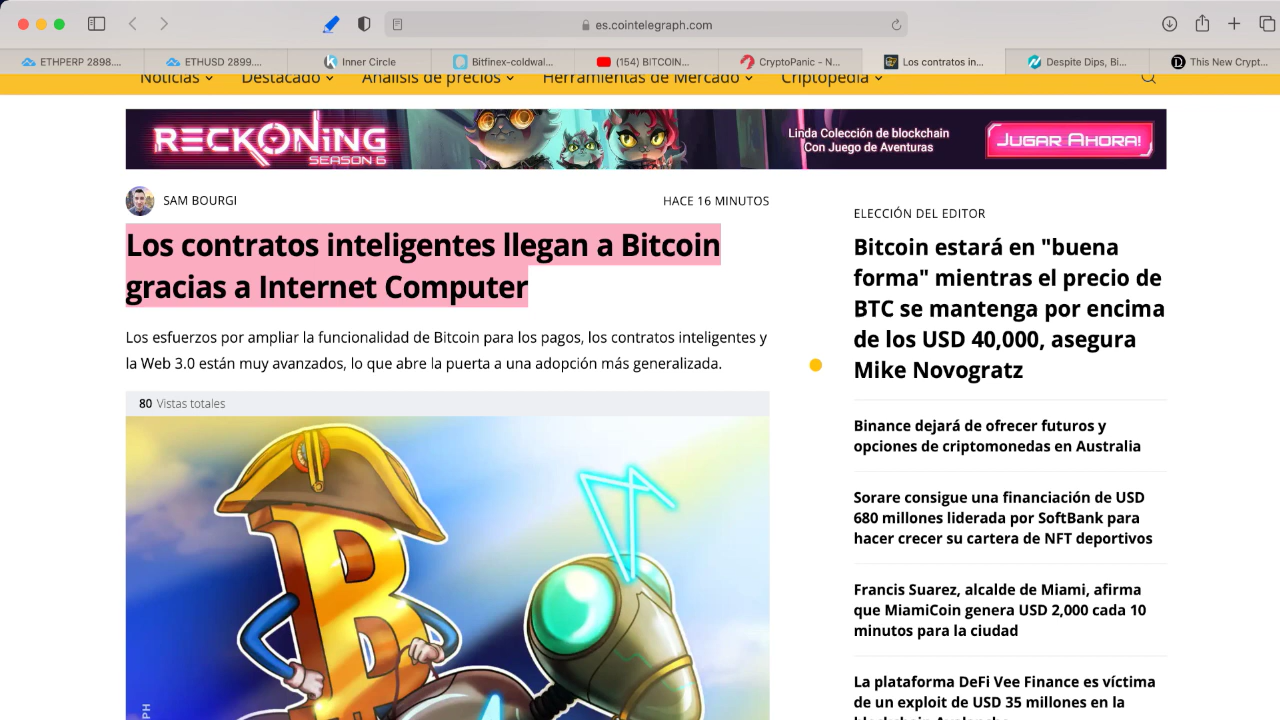 es.cointelegraph.com
ETHPERP 2898....
ETHUSD 2899....
Inner Circle
Bitfinex-coldwal...
(154) BITCOIN...
CryptoPanic - N...
Los contratos in...
Despite Dips, Bi...
This New Crypt...
Noticias
Destacado
Análisis de precios
Herramientas de Mercado
Criptopedia
RECKONING
SEASON 6
Linda Colección de blockchain
Con Juego de Aventuras
JUGAR AHORA!
SAM BOURGI
HACE 16 MINUTOS
Los contratos inteligentes llegan a Bitcoin
gracias a Internet Computer
Los esfuerzos por ampliar la funcionalidad de Bitcoin para los pagos, los contratos inteligentes y
la Web 3.0 están muy avanzados, lo que abre la puerta a una adopción más generalizada.
80 Vistas totales
PH
ELECCIÓN DEL EDITOR
Bitcoin estará en "buena
forma" mientras el precio de
BTC se mantenga por encima
de los USD 40,000, asegura
Mike Novogratz
Binance dejará de ofrecer futuros y
opciones de criptomonedas en Australia
Sorare consigue una financiación de USD
680 millones liderada por SoftBank para
hacer crecer su cartera de NFT deportivos
Francis Suarez, alcalde de Miami, afirma
que MiamiCoin genera USD 2,000 cada 10
minutos para la ciudad
La plataforma DeFi Vee Finance es víctima
de un exploit de USD 35 millones en la
blockchain Avalanche